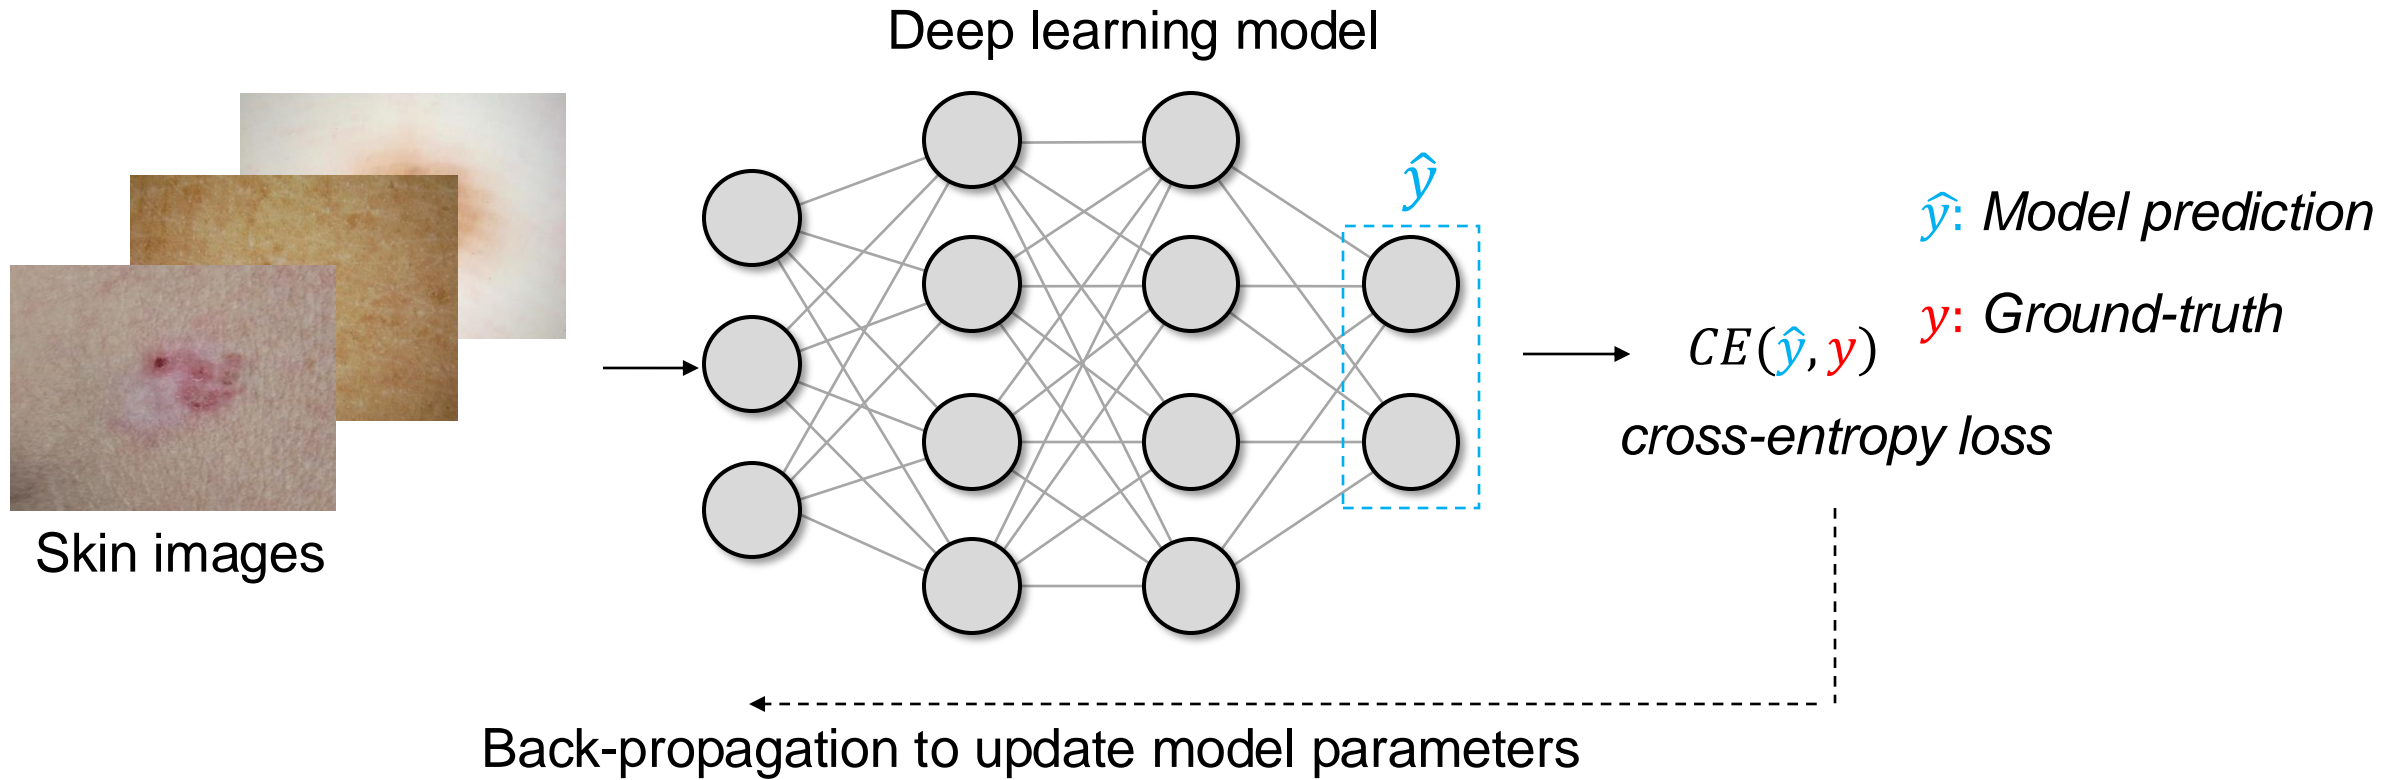 Deep learning model
ŷ
ŷ: Model prediction
y: Ground-truth
CE(ŷ, y)
cross-entropy loss
Skin images
Back-propagation to update model parameters